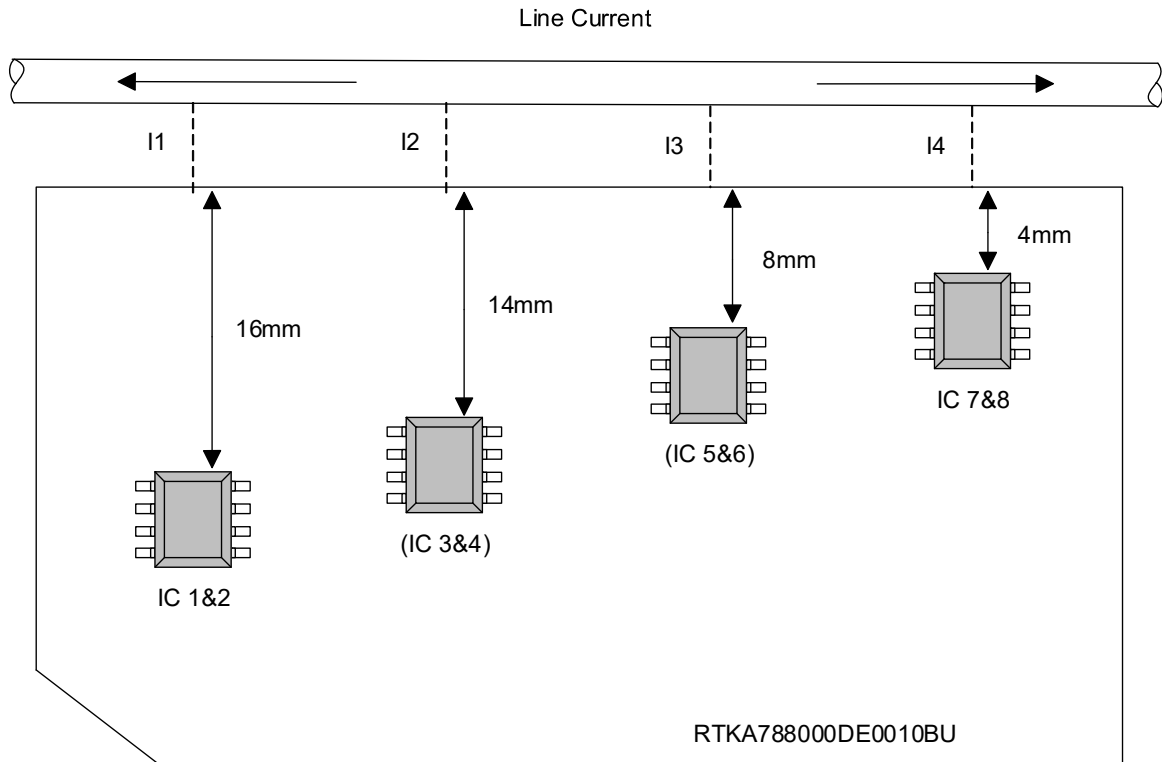 Line Current
I1
I2
I3
I4
16mm
14mm
8mm
4mm
IC 1&2
(IC 3&4)
(IC 5&6)
IC 7&8
RTKA788000DE0010BU